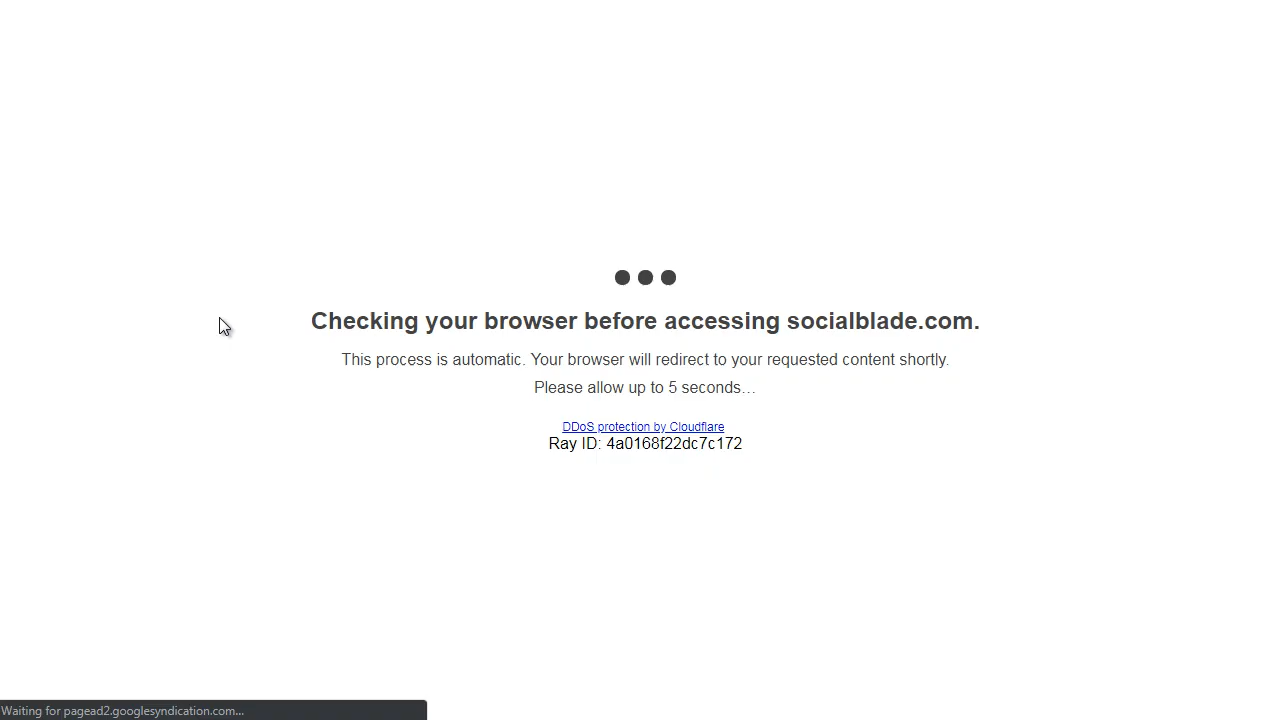 Checking your browser before accessing socialblade.com.
This process is automatic. Your browser will redirect to your requested content shortly.
Please allow up to 5 seconds…
DDoS protection by Cloudflare
Ray ID: 4a0168f22dc7c172
Waiting for pagead2.googlesyndication.com...